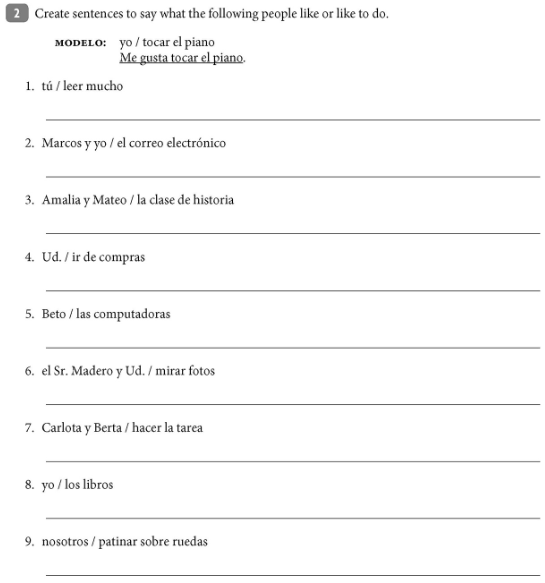 2 Create sentences to say what the following people like or like to do.
MODELO: yo / tocar el piano
Me gusta tocar el piano.
1. tú / leer mucho
2. Marcos y yo / el correo electrónico
3. Amalia y Mateo / la clase de historia
4. Ud. / ir de compras
5. Beto / las computadoras
6. el Sr. Madero y Ud. / mirar fotos
7. Carlota y Berta / hacer la tarea
8. yo / los libros
9. nosotros / patinar sobre ruedas